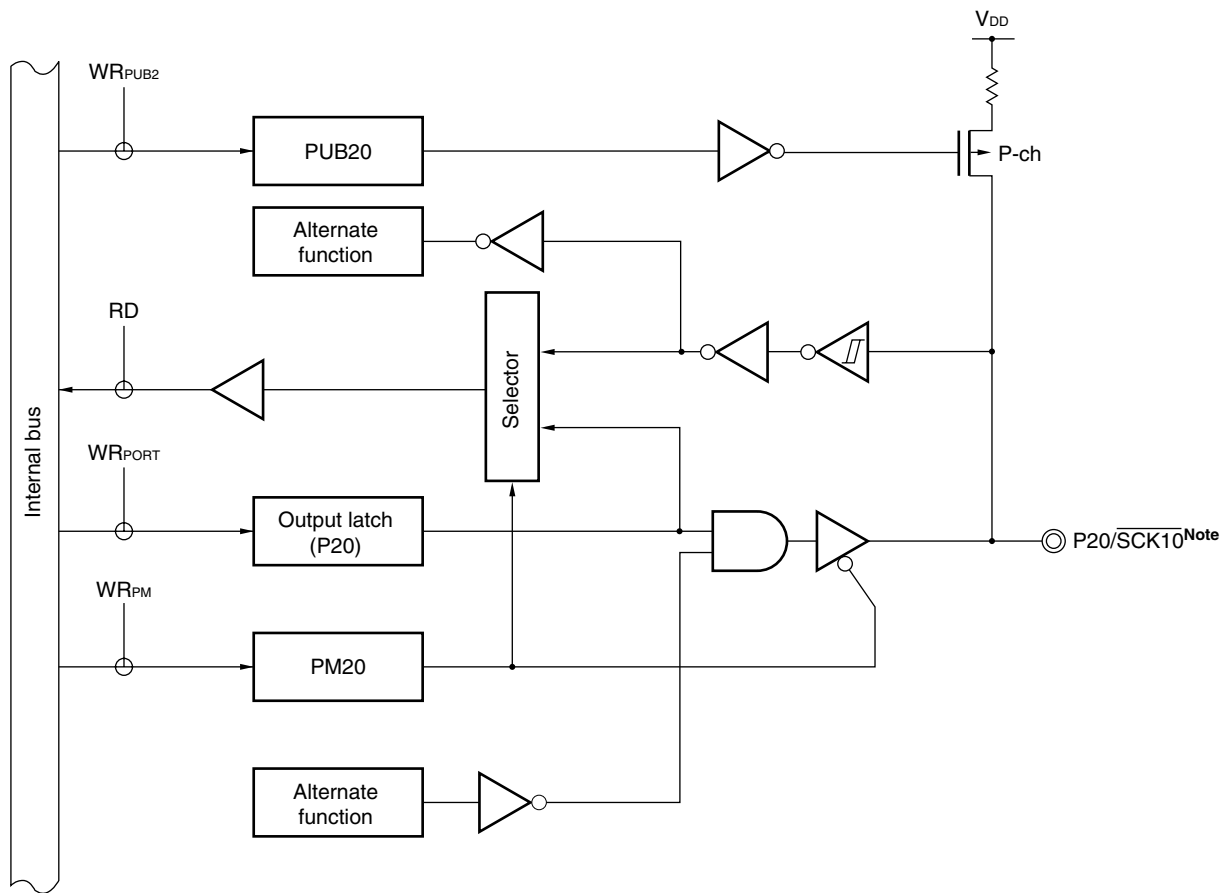 VDD
WRPUB2
PUB20
P-ch
Alternate
function
RD
Selector
Internal bus
WRPORT
Output latch
(P20)
P20/SCK10Note
WRPM
PM20
Alternate
function